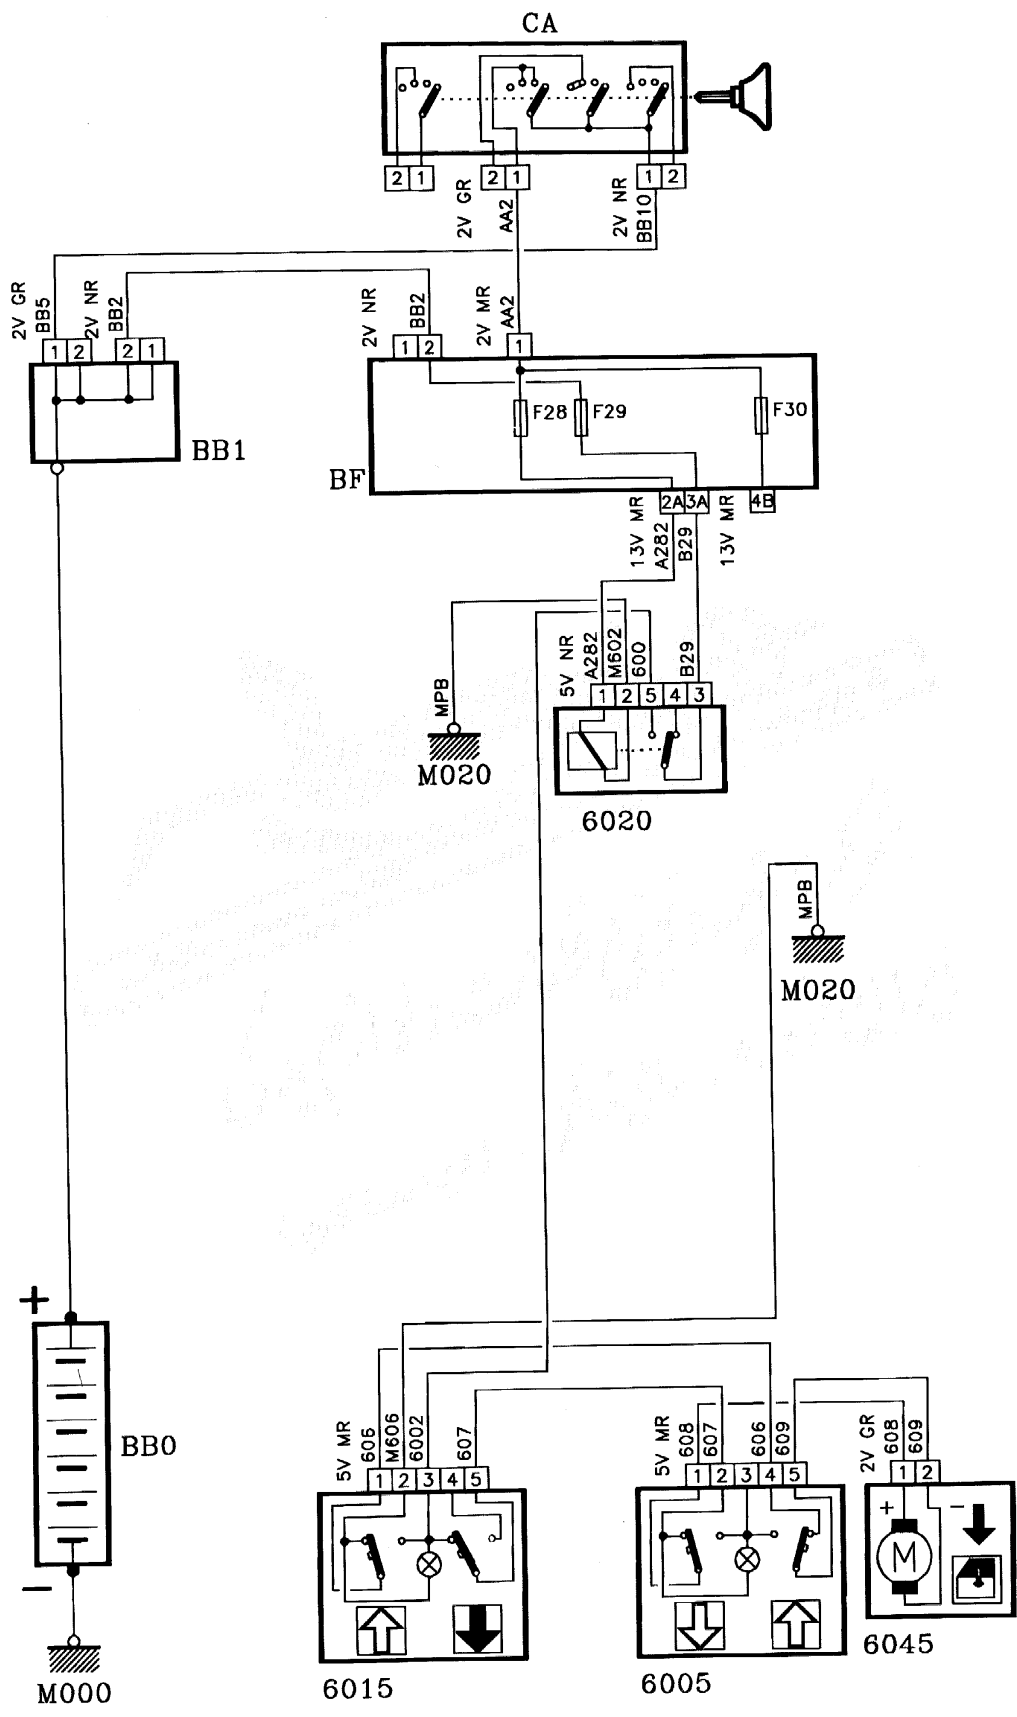 CA
2 1
2 1
1 2
2V GR
AA2
2V NR
BB10
2V GR
BB5
2V NR
BB2
2V NR
BB2
2V MR
AA2
1 2
2 1
1 2
1
BB1
BF
F28
F29
F30
2A 3A
4B
13V MR
A282
B29
13V MR
5V NR
A282
M602
600
B29
1 2 5 4 3
6020
MPB
M020
MPB
M020
+
BB0
−
M000
5V MR
606
M606
6002
607
1 2 3 4 5
6015
5V MR
608
607
606
609
1 2 3 4 5
6005
2V GR
608
609
1 2
+ −
M
6045